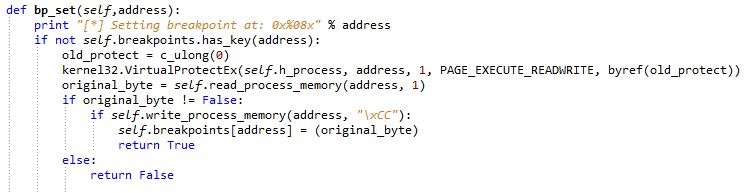 def bp_set(self,address):
    print "[*] Setting breakpoint at: 0x%08x" % address
    if not self.breakpoints.has_key(address):
        old_protect = c_ulong(0)
        kernel32.VirtualProtectEx(self.h_process, address, 1, PAGE_EXECUTE_READWRITE, byref(old_protect))
        original_byte = self.read_process_memory(address, 1)
        if original_byte != False:
            if self.write_process_memory(address, "\xCC"):
                self.breakpoints[address] = (original_byte)
                return True
        else:
            return False